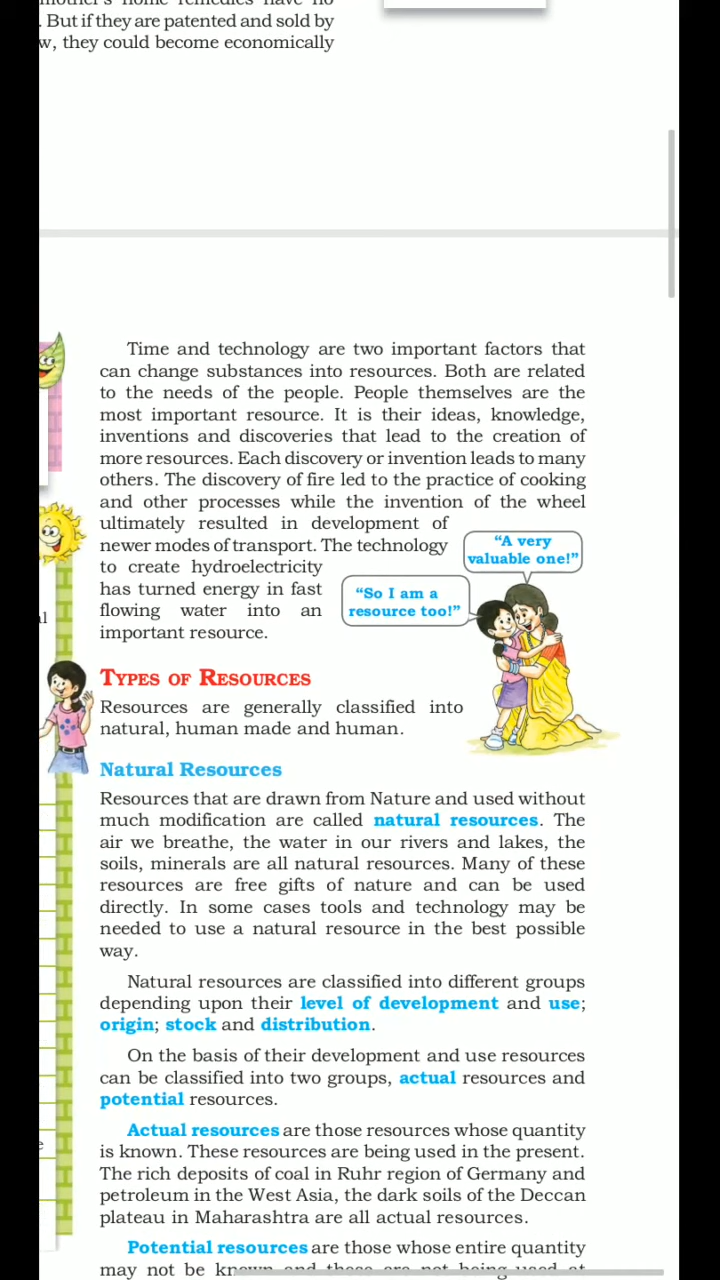 . But if they are patented and sold by
w, they could become economically
Time and technology are two important factors that
can change substances into resources. Both are related
to the needs of the people. People themselves are the
most important resource. It is their ideas, knowledge,
inventions and discoveries that lead to the creation of
more resources. Each discovery or invention leads to many
others. The discovery of fire led to the practice of cooking
and other processes while the invention of the wheel
ultimately resulted in development of
newer modes of transport. The technology
to create hydroelectricity
has turned energy in fast
flowing water into an
important resource.
"A very
valuable one!"
"So I am a
resource too!"
TYPES OF RESOURCES
Resources are generally classified into
natural, human made and human.
Natural Resources
Resources that are drawn from Nature and used without
much modification are called natural resources. The
air we breathe, the water in our rivers and lakes, the
soils, minerals are all natural resources. Many of these
resources are free gifts of nature and can be used
directly. In some cases tools and technology may be
needed to use a natural resource in the best possible
way.
Natural resources are classified into different groups
depending upon their level of development and use;
origin; stock and distribution.
On the basis of their development and use resources
can be classified into two groups, actual resources and
potential resources.
Actual resources are those resources whose quantity
is known. These resources are being used in the present.
The rich deposits of coal in Ruhr region of Germany and
petroleum in the West Asia, the dark soils of the Deccan
plateau in Maharashtra are all actual resources.
Potential resources are those whose entire quantity
may not be known and these are not being used at